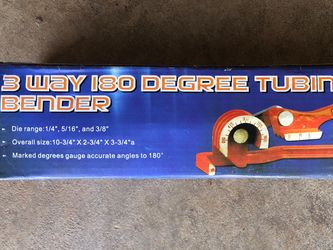 3 WAY 180 DEGREE TUBIN
BENDER
- Die range: 1/4", 5/16", and 3/8"
- Overall size: 10-3/4" X 2-3/4" X 3-3/4"a
- Marked degrees gauge accurate angles to 180°